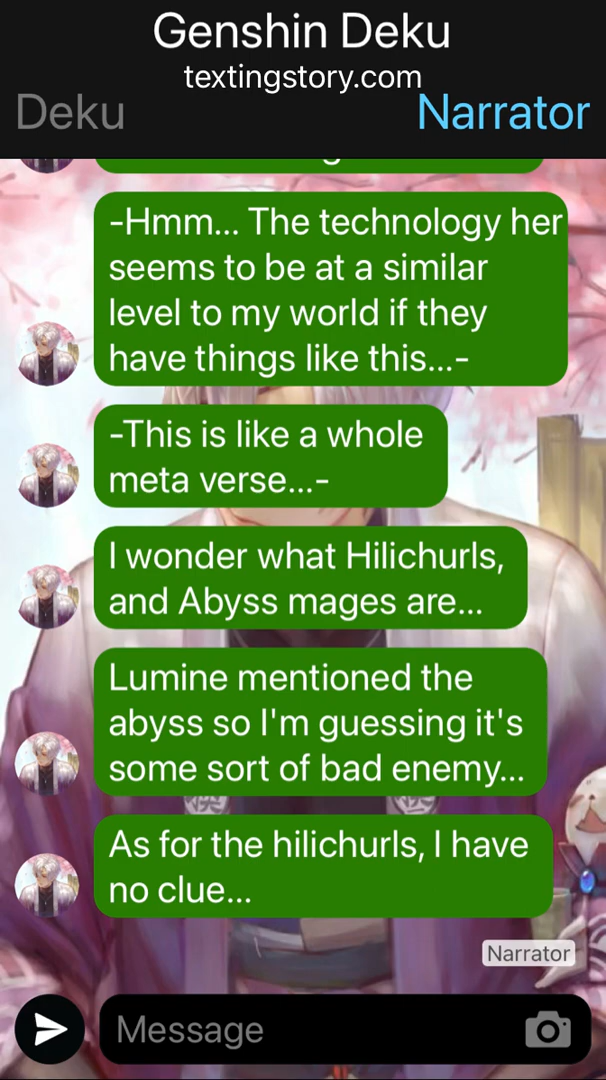 Genshin Deku
textingstory.com
Deku
Narrator
-Hmm... The technology her
seems to be at a similar
level to my world if they
have things like this...-
-This is like a whole
meta verse...-
I wonder what Hilichurls,
and Abyss mages are...
Lumine mentioned the
abyss so I'm guessing it's
some sort of bad enemy...
As for the hilichurls, I have
no clue...
Narrator
Message